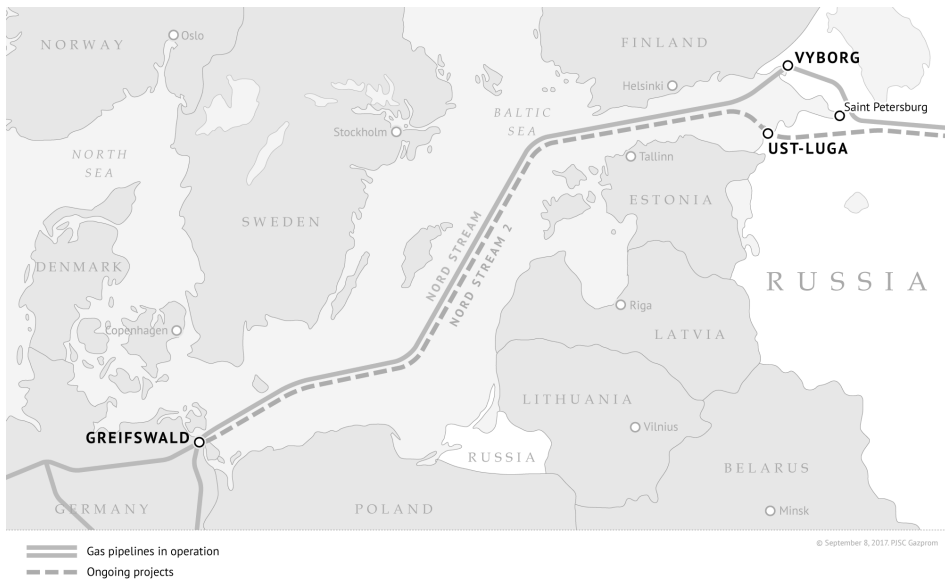 NORWAY
Oslo
FINLAND
VYBORG
Helsinki
Saint Petersburg
BALTIC
SEA
Stockholm
UST-LUGA
NORTH
SEA
Tallinn
ESTONIA
SWEDEN
NORD STREAM
NORD STREAM 2
DENMARK
RUSSIA
Riga
Copenhagen
LATVIA
LITHUANIA
Vilnius
GREIFSWALD
RUSSIA
BELARUS
GERMANY
POLAND
Minsk
© September 8, 2017. PJSC Gazprom
Gas pipelines in operation
Ongoing projects